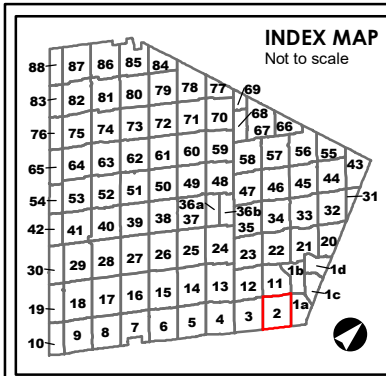 INDEX MAP
Not to scale
88 87 86 85 84
83 82 81 80 79 78 77 69
76 75 74 73 72 71 70 68 67 66
65 64 63 62 61 60 59 58 57 56 55 43
54 53 52 51 50 49 48 47 46 45 44 31
42 41 40 39 38 36a 37 36b 35 34 33 32
30 29 28 27 26 25 24 23 22 21 20
19 18 17 16 15 14 13 12 11 1b 1d
10 9 8 7 6 5 4 3 2 1a 1c